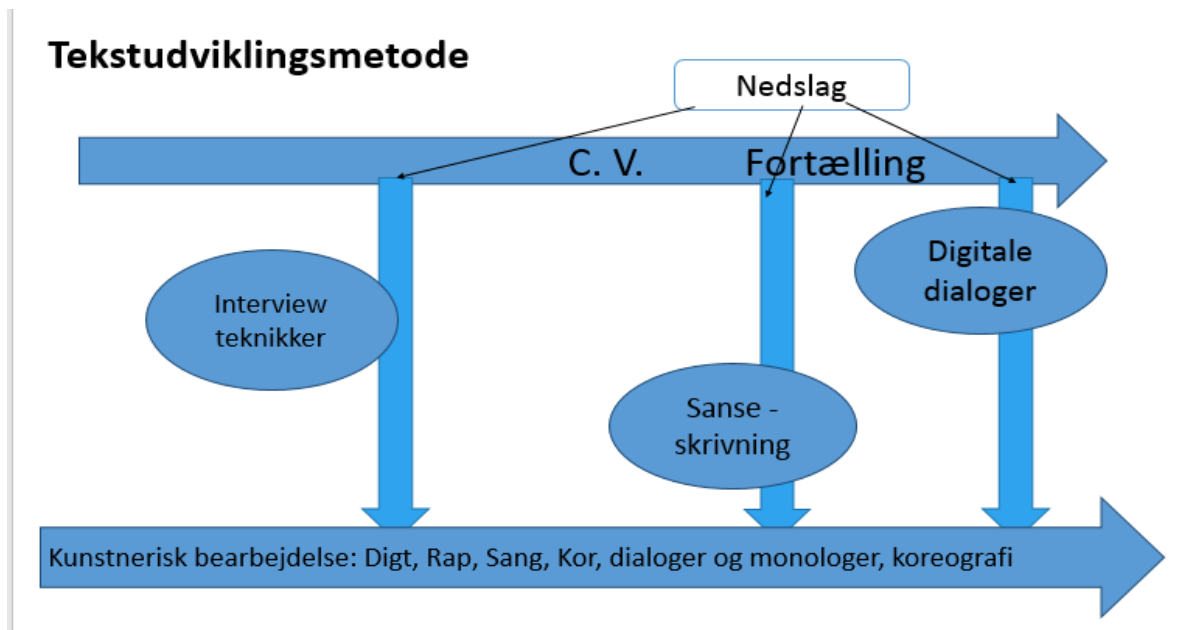 Tekstudviklingsmetode
Nedslag
C. V. Fortælling
Digitale
dialoger
Interview
teknikker
Sanse -
skrivning
Kunstnerisk bearbejdelse: Digt, Rap, Sang, Kor, dialoger og monologer, koreografi